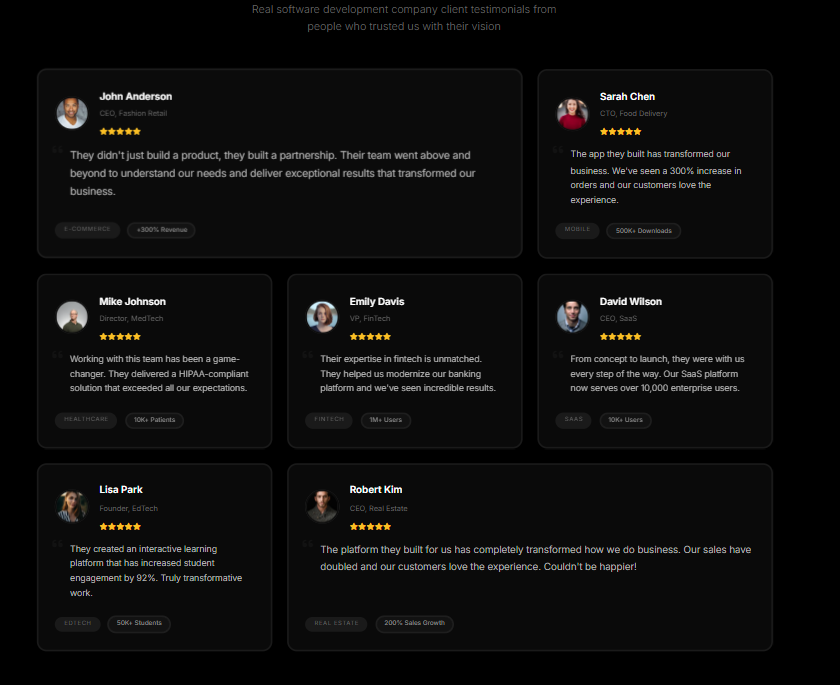 Real software development company client testimonials from
people who trusted us with their vision
John Anderson
CEO, Fashion Retail
They didn't just build a product, they built a partnership. Their team went above and
beyond to understand our needs and deliver exceptional results that transformed our
business.
E-COMMERCE
+300% Revenue
Sarah Chen
CTO, Food Delivery
The app they built has transformed our
business. We've seen a 300% increase in
orders and our customers love the
experience.
MOBILE
500K+ Downloads
Mike Johnson
Director, MedTech
Working with this team has been a game-
changer. They delivered a HIPAA-compliant
solution that exceeded all our expectations.
HEALTHCARE
10K+ Patients
Emily Davis
VP, FinTech
Their expertise in fintech is unmatched.
They helped us modernize our banking
platform and we've seen incredible results.
FINTECH
1M+ Users
David Wilson
CEO, SaaS
From concept to launch, they were with us
every step of the way. Our SaaS platform
now serves over 10,000 enterprise users.
SAAS
10K+ Users
Lisa Park
Founder, EdTech
They created an interactive learning
platform that has increased student
engagement by 92%. Truly transformative
work.
EDTECH
50K+ Students
Robert Kim
CEO, Real Estate
The platform they built for us has completely transformed how we do business. Our sales have
doubled and our customers love the experience. Couldn't be happier!
REAL ESTATE
200% Sales Growth